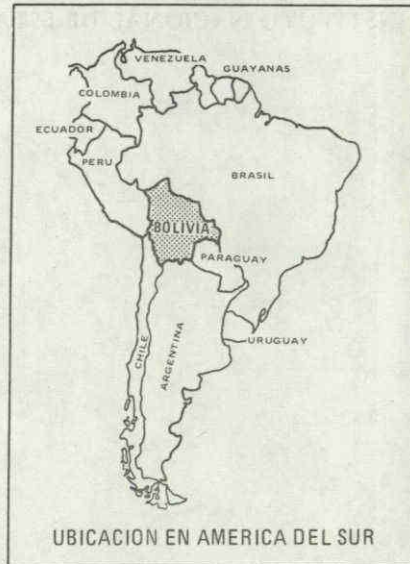 VENEZUELA
GUAYANAS
COLOMBIA
ECUADOR
PERU
BRASIL
BOLIVIA
PARAGUAY
CHILE
ARGENTINA
URUGUAY
UBICACION EN AMERICA DEL SUR